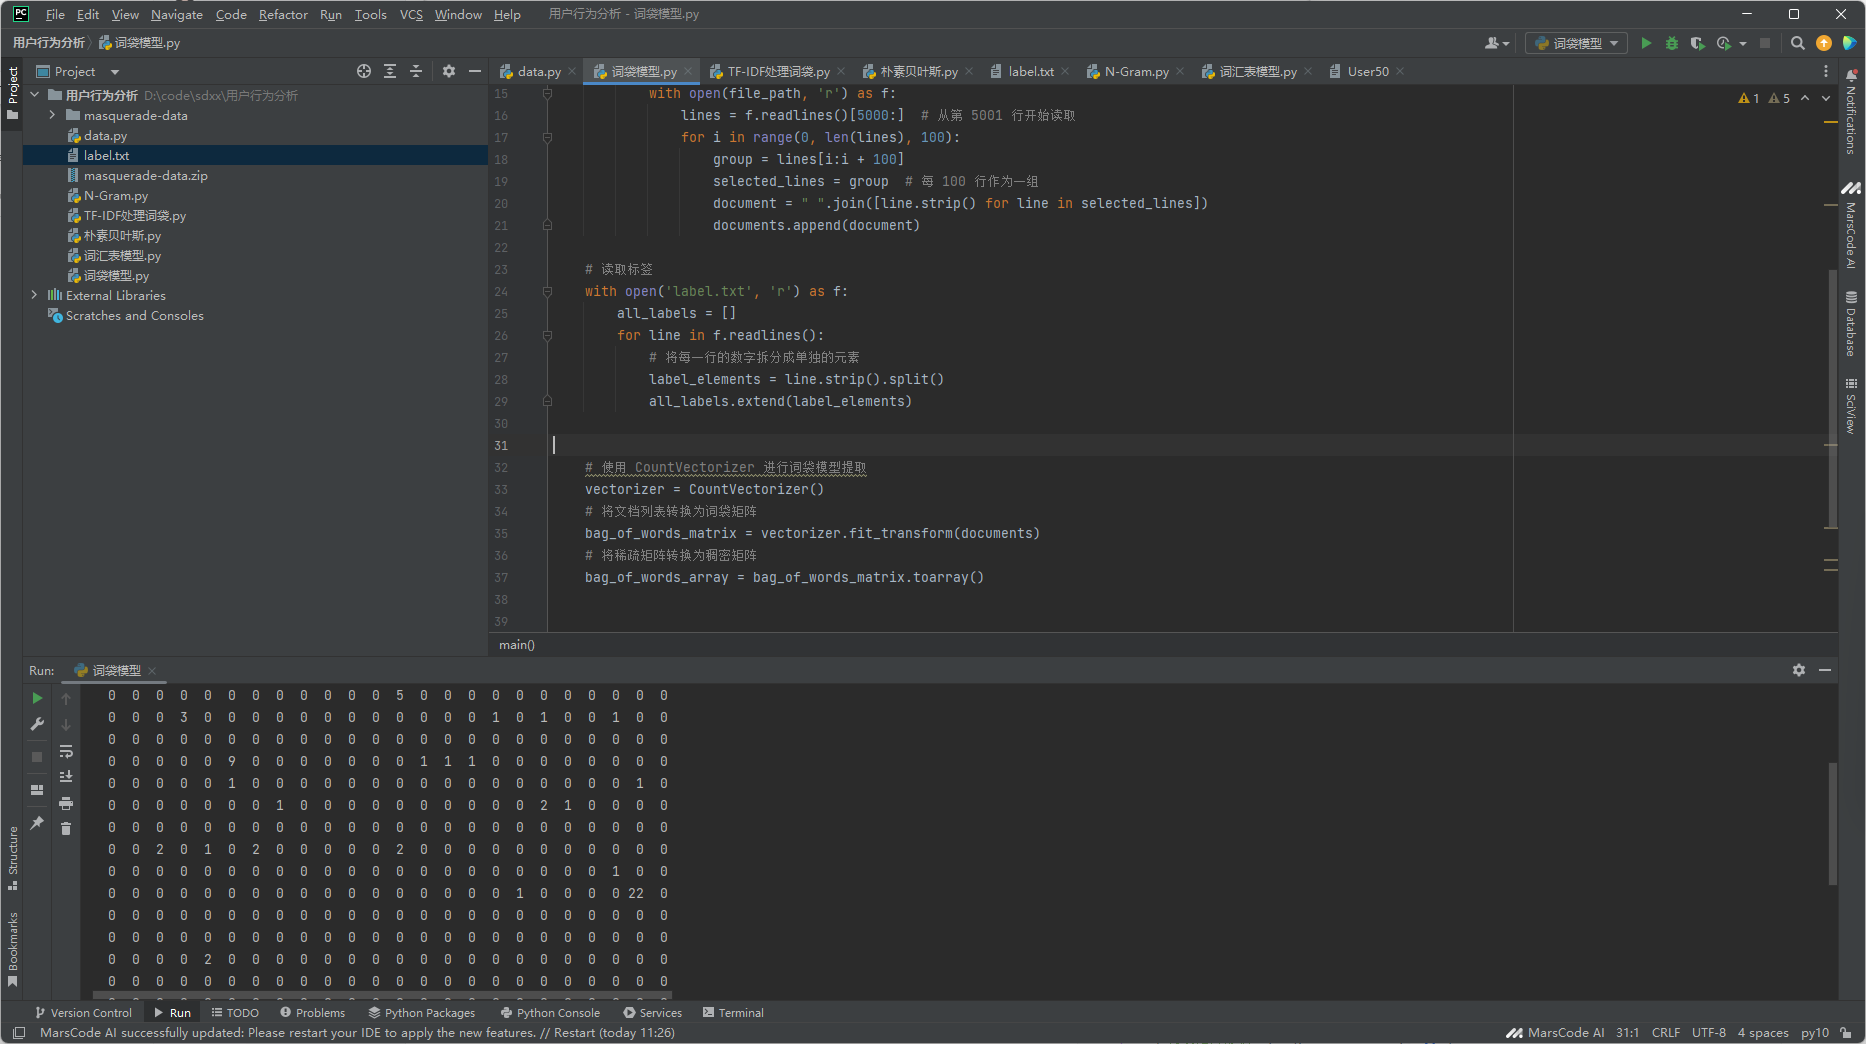 PC File Edit View Navigate Code Refactor Run Tools VCS Window Help 用户行为分析 - 词袋模型.py
用户行为分析 词袋模型.py 词袋模型
Project
Project
用户行为分析 D:\code\sdxx\用户行为分析
masquerade-data
data.py
label.txt
masquerade-data.zip
N-Gram.py
TF-IDF处理词袋.py
朴素贝叶斯.py
词汇表模型.py
词袋模型.py
External Libraries
Scratches and Consoles
data.py 词袋模型.py TF-IDF处理词袋.py 朴素贝叶斯.py label.txt N-Gram.py 词汇表模型.py User50
1 5
15 with open(file_path, 'r') as f:
16 lines = f.readlines()[5000:] # 从第 5001 行开始读取
17 for i in range(0, len(lines), 100):
18 group = lines[i:i + 100]
19 selected_lines = group # 每 100 行作为一组
20 document = " ".join([line.strip() for line in selected_lines])
21 documents.append(document)
22
23 # 读取标签
24 with open('label.txt', 'r') as f:
25 all_labels = []
26 for line in f.readlines():
27 # 将每一行的数字拆分成单独的元素
28 label_elements = line.strip().split()
29 all_labels.extend(label_elements)
30
31
32 # 使用 CountVectorizer 进行词袋模型提取
33 vectorizer = CountVectorizer()
34 # 将文档列表转换为词袋矩阵
35 bag_of_words_matrix = vectorizer.fit_transform(documents)
36 # 将稀疏矩阵转换为稠密矩阵
37 bag_of_words_array = bag_of_words_matrix.toarray()
38
39
main()
Notifications
MarsCode AI
Database
SciView
Run: 词袋模型
0 0 0 0 0 0 0 0 0 0 0 0 5 0 0 0 0 0 0 0 0 0 0 0
0 0 0 3 0 0 0 0 0 0 0 0 0 0 0 0 1 0 1 0 0 1 0 0
0 0 0 0 0 0 0 0 0 0 0 0 0 0 0 0 0 0 0 0 0 0 0 0
0 0 0 0 0 9 0 0 0 0 0 0 0 1 1 1 0 0 0 0 0 0 0 0
0 0 0 0 0 1 0 0 0 0 0 0 0 0 0 0 0 0 0 0 0 0 1 0
0 0 0 0 0 0 0 1 0 0 0 0 0 0 0 0 0 0 2 1 0 0 0 0
0 0 0 0 0 0 0 0 0 0 0 0 0 0 0 0 0 0 0 0 0 0 0 0
0 0 2 0 1 0 2 0 0 0 0 0 2 0 0 0 0 0 0 0 0 0 0 0
0 0 0 0 0 0 0 0 0 0 0 0 0 0 0 0 0 0 0 0 0 1 0 0
0 0 0 0 0 0 0 0 0 0 0 0 0 0 0 0 0 1 0 0 0 0 22 0
0 0 0 0 0 0 0 0 0 0 0 0 0 0 0 0 0 0 0 0 0 0 0 0
0 0 0 0 0 0 0 0 0 0 0 0 0 0 0 0 0 0 0 0 0 0 0 0
0 0 0 0 2 0 0 0 0 0 0 0 0 0 0 0 0 0 0 0 0 0 0 0
0 0 0 0 0 0 0 0 0 0 0 0 0 0 0 0 0 0 0 0 0 0 0 0
Structure
Bookmarks
Version Control Run TODO Problems Python Packages Python Console Services Terminal
MarsCode AI successfully updated: Please restart your IDE to apply the new features. // Restart (today 11:26) MarsCode AI 31:1 CRLF UTF-8 4 spaces py10